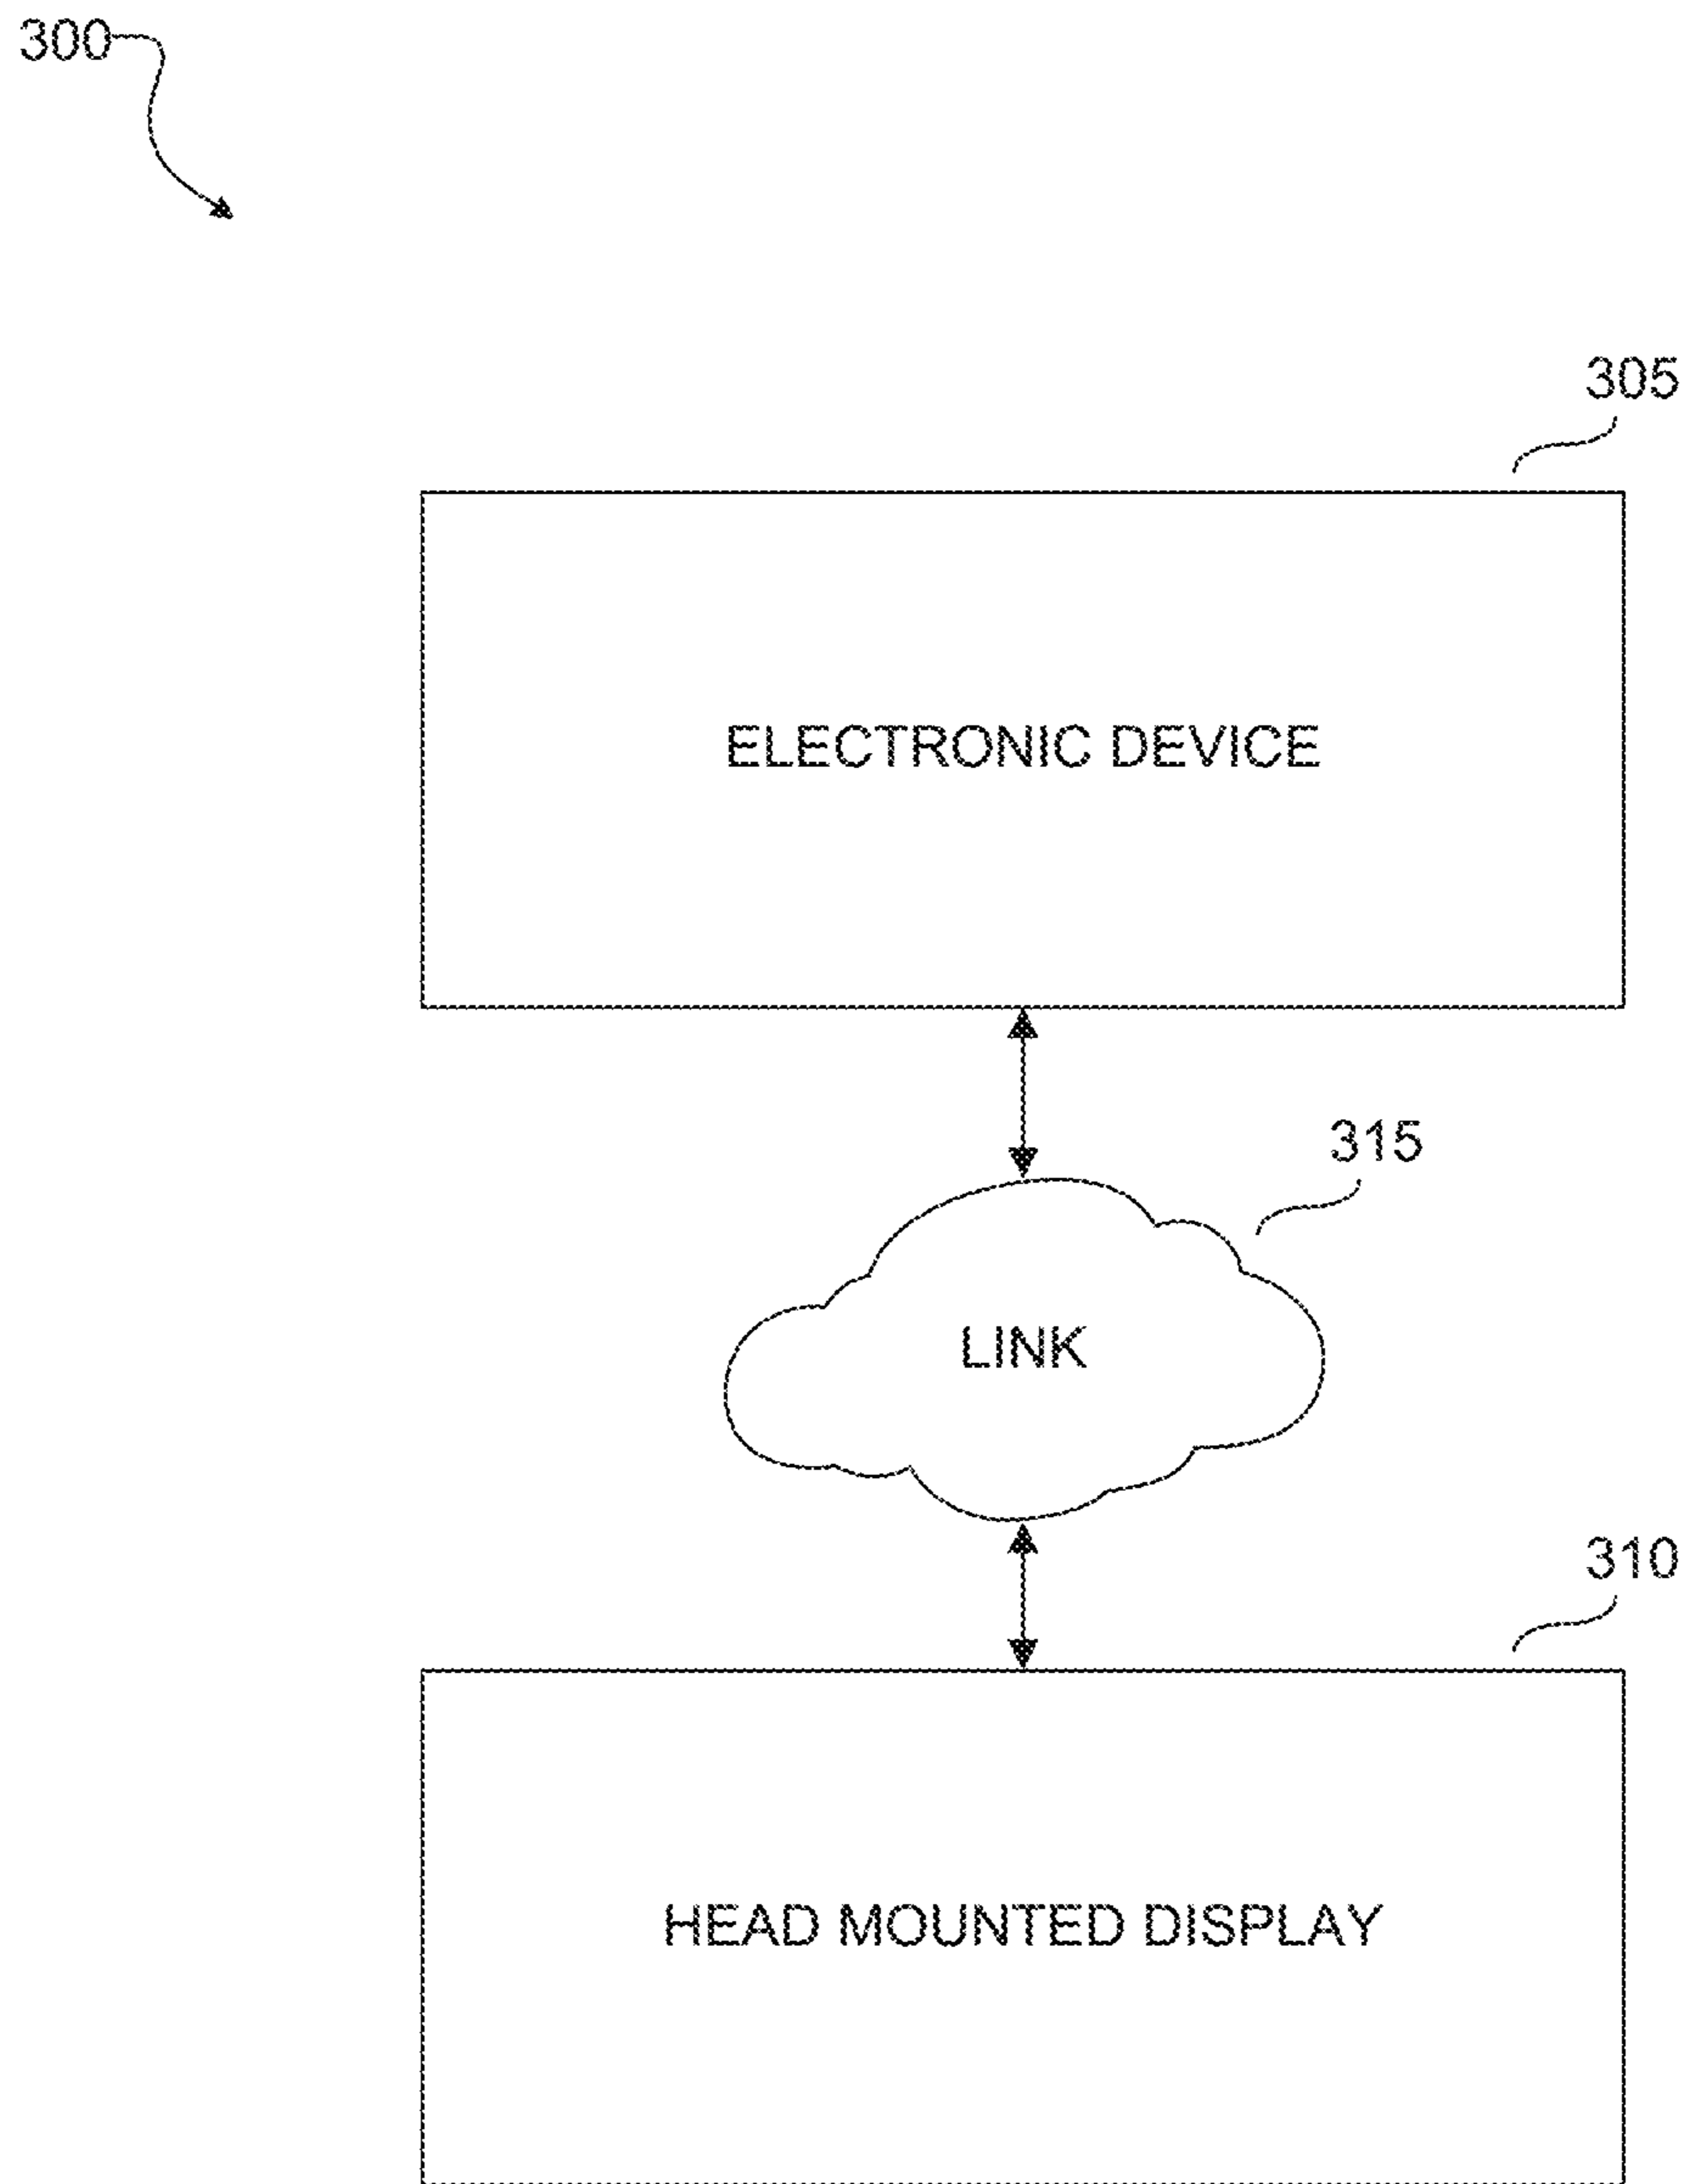 300
305
ELECTRONIC DEVICE
315
LINK
310
HEAD MOUNTED DISPLAY